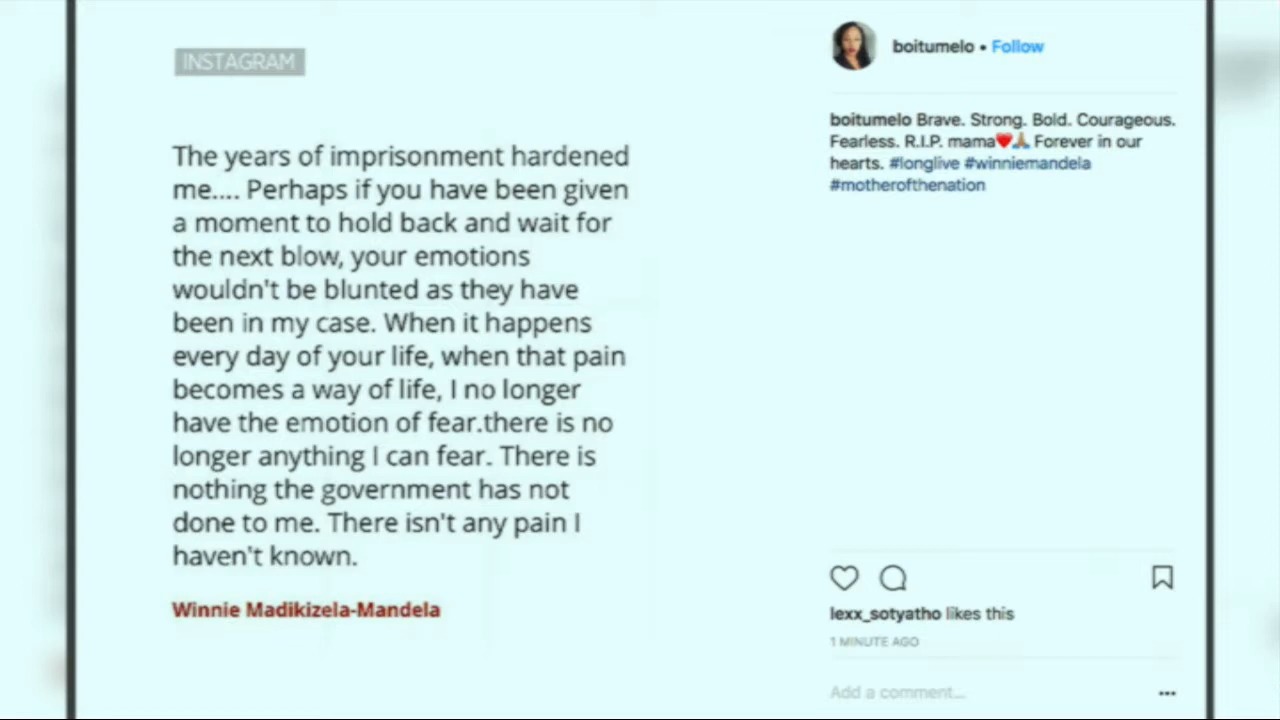 INSTAGRAM
The years of imprisonment hardened
me.... Perhaps if you have been given
a moment to hold back and wait for
the next blow, your emotions
wouldn't be blunted as they have
been in my case. When it happens
every day of your life, when that pain
becomes a way of life, I no longer
have the emotion of fear.there is no
longer anything I can fear. There is
nothing the government has not
done to me. There isn't any pain I
haven't known.
Winnie Madikizela-Mandela
boitumelo • Follow
boitumelo Brave. Strong. Bold. Courageous.
Fearless. R.I.P. mama❤️🙏🏽 Forever in our
hearts. #longlive #winniemandela
#motherofthenation
lexx_sotyatho likes this
1 MINUTE AGO
Add a comment...